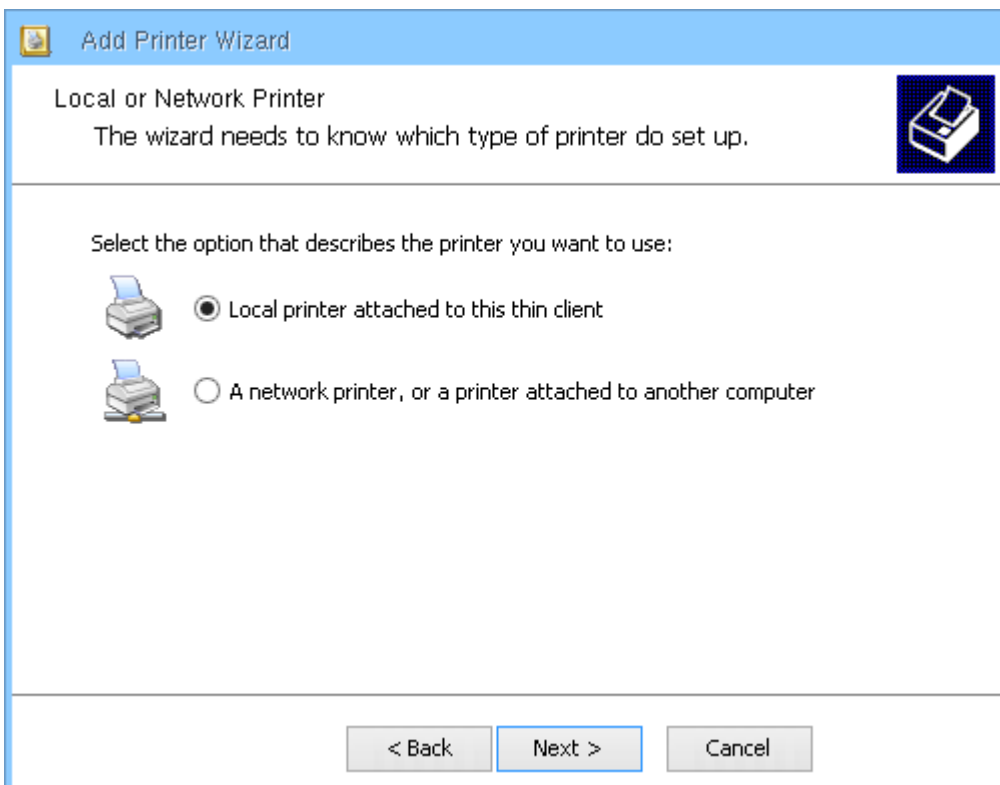 Add Printer Wizard
Local or Network Printer
The wizard needs to know which type of printer do set up.
Select the option that describes the printer you want to use:
Local printer attached to this thin client
A network printer, or a printer attached to another computer
< Back Next > Cancel